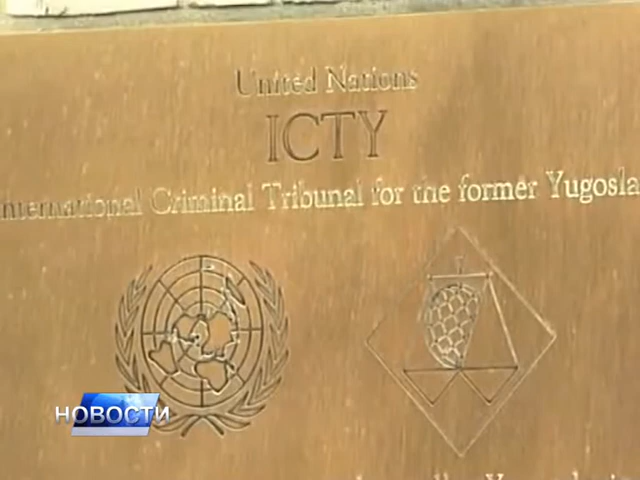 United Nations
ICTY
International Criminal Tribunal for the former Yugosla
НОВОСТИ